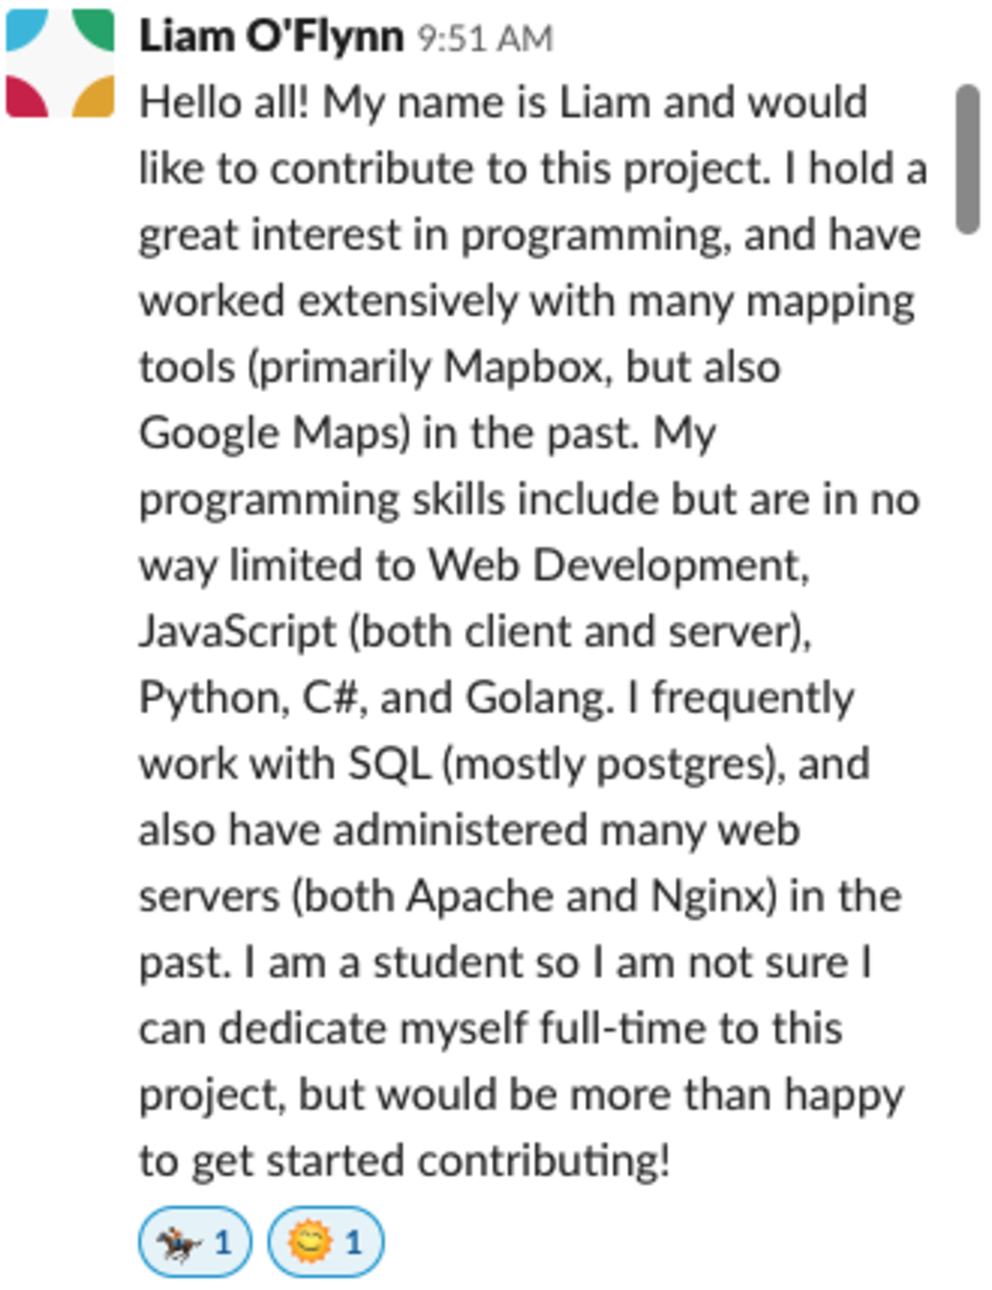 Liam O'Flynn 9:51 AM
Hello all! My name is Liam and would
like to contribute to this project. I hold a
great interest in programming, and have
worked extensively with many mapping
tools (primarily Mapbox, but also
Google Maps) in the past. My
programming skills include but are in no
way limited to Web Development,
JavaScript (both client and server),
Python, C#, and Golang. I frequently
work with SQL (mostly postgres), and
also have administered many web
servers (both Apache and Nginx) in the
past. I am a student so I am not sure I
can dedicate myself full-time to this
project, but would be more than happy
to get started contributing!
1 1